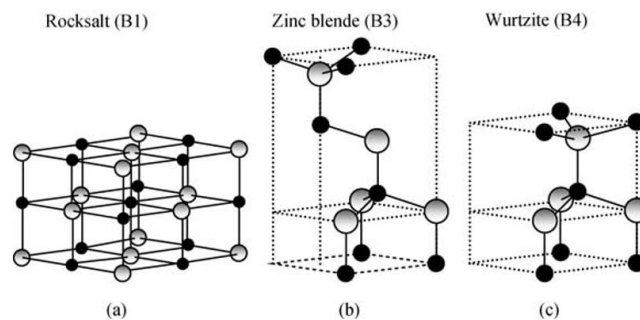 Rocksalt (B1)
Zinc blende (B3)
Wurtzite (B4)
(a)
(b)
(c)